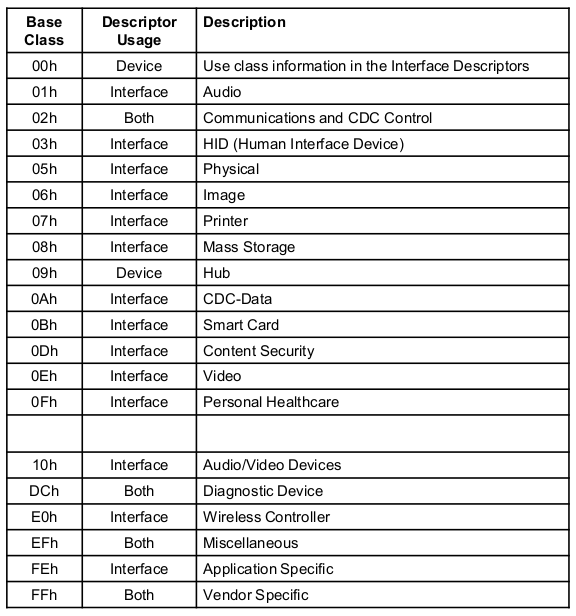 Base Class Descriptor Usage Description
00h Device Use class information in the Interface Descriptors
01h Interface Audio
02h Both Communications and CDC Control
03h Interface HID (Human Interface Device)
05h Interface Physical
06h Interface Image
07h Interface Printer
08h Interface Mass Storage
09h Device Hub
0Ah Interface CDC-Data
0Bh Interface Smart Card
0Dh Interface Content Security
0Eh Interface Video
0Fh Interface Personal Healthcare
10h Interface Audio/Video Devices
DCh Both Diagnostic Device
E0h Interface Wireless Controller
EFh Both Miscellaneous
FEh Interface Application Specific
FFh Both Vendor Specific